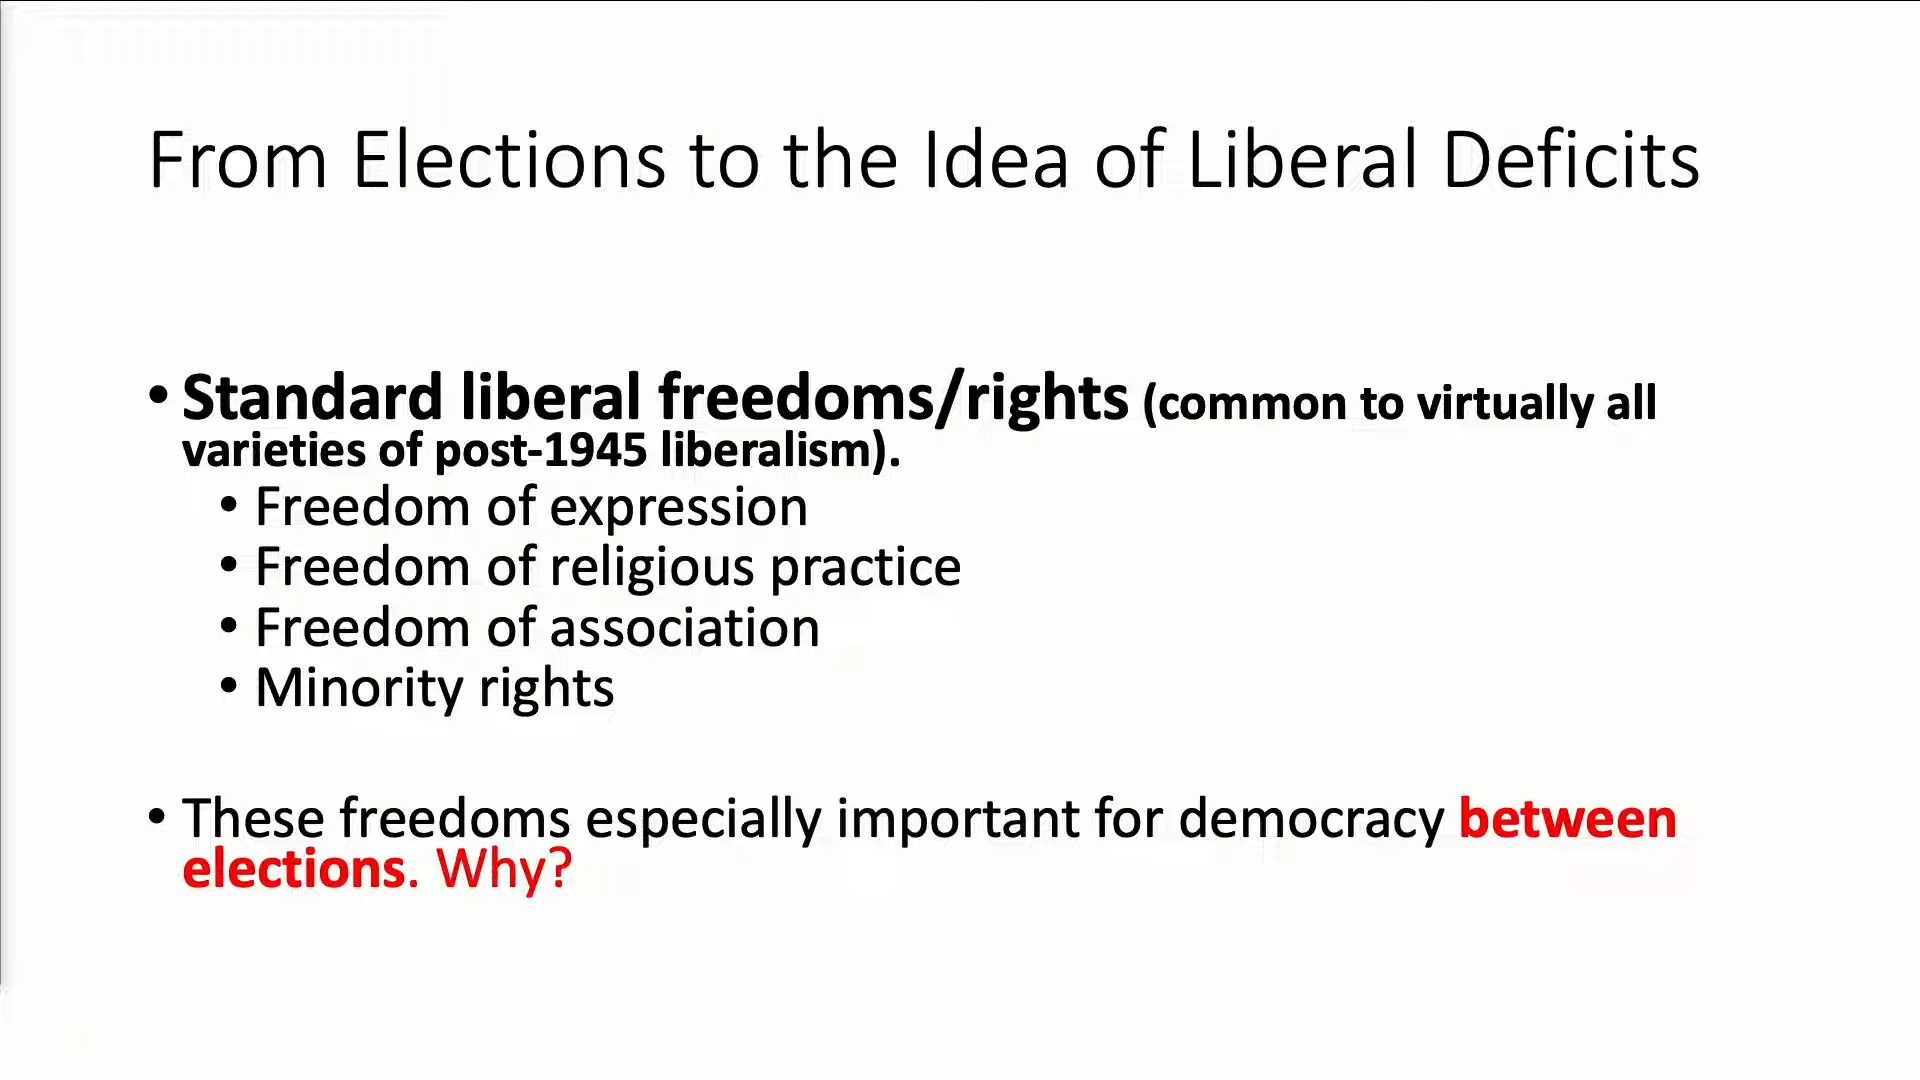 From Elections to the Idea of Liberal Deficits
• Standard liberal freedoms/rights (common to virtually all
varieties of post-1945 liberalism).
• Freedom of expression
• Freedom of religious practice
• Freedom of association
• Minority rights
• These freedoms especially important for democracy between
elections. Why?